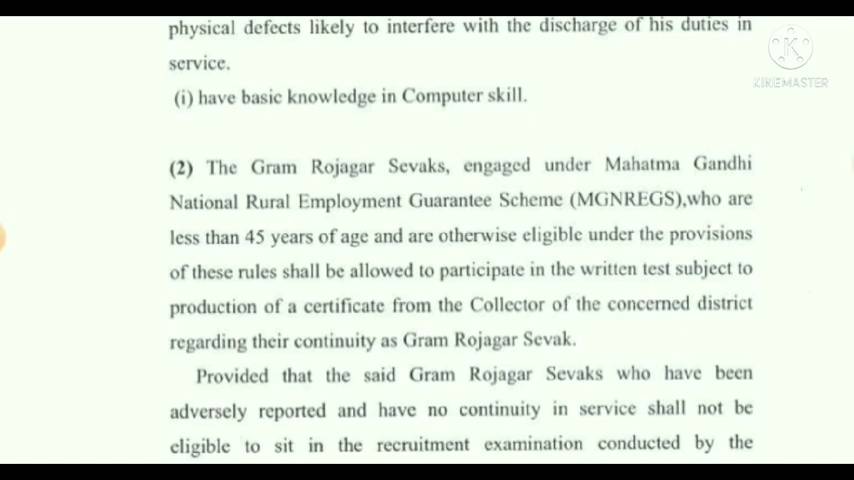 physical defects likely to interfere with the discharge of his duties in
service.
(i) have basic knowledge in Computer skill.
(2) The Gram Rojagar Sevaks, engaged under Mahatma Gandhi
National Rural Employment Guarantee Scheme (MGNREGS),who are
less than 45 years of age and are otherwise eligible under the provisions
of these rules shall be allowed to participate in the written test subject to
production of a certificate from the Collector of the concerned district
regarding their continuity as Gram Rojagar Sevak.
Provided that the said Gram Rojagar Sevaks who have been
adversely reported and have no continuity in service shall not be
eligible to sit in the recruitment examination conducted by the
K
KINEMASTER